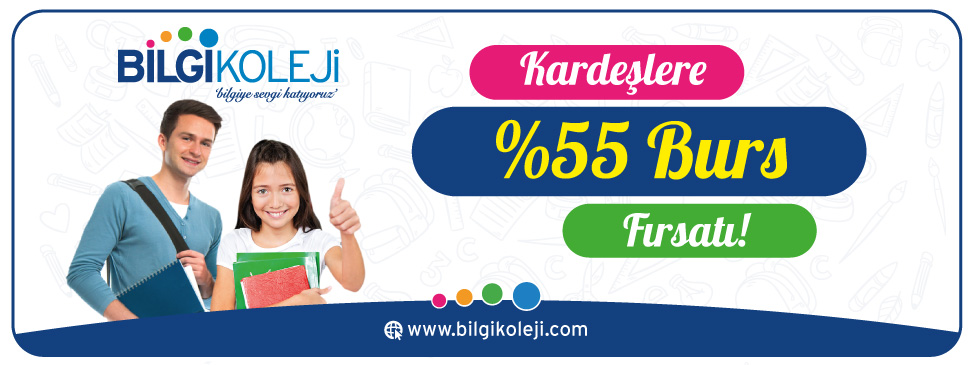 BİLGİKOLEJİ
'bilgiye sevgi katıyoruz'
Kardeşlere
%55 Burs
Fırsatı!
www.bilgikoleji.com